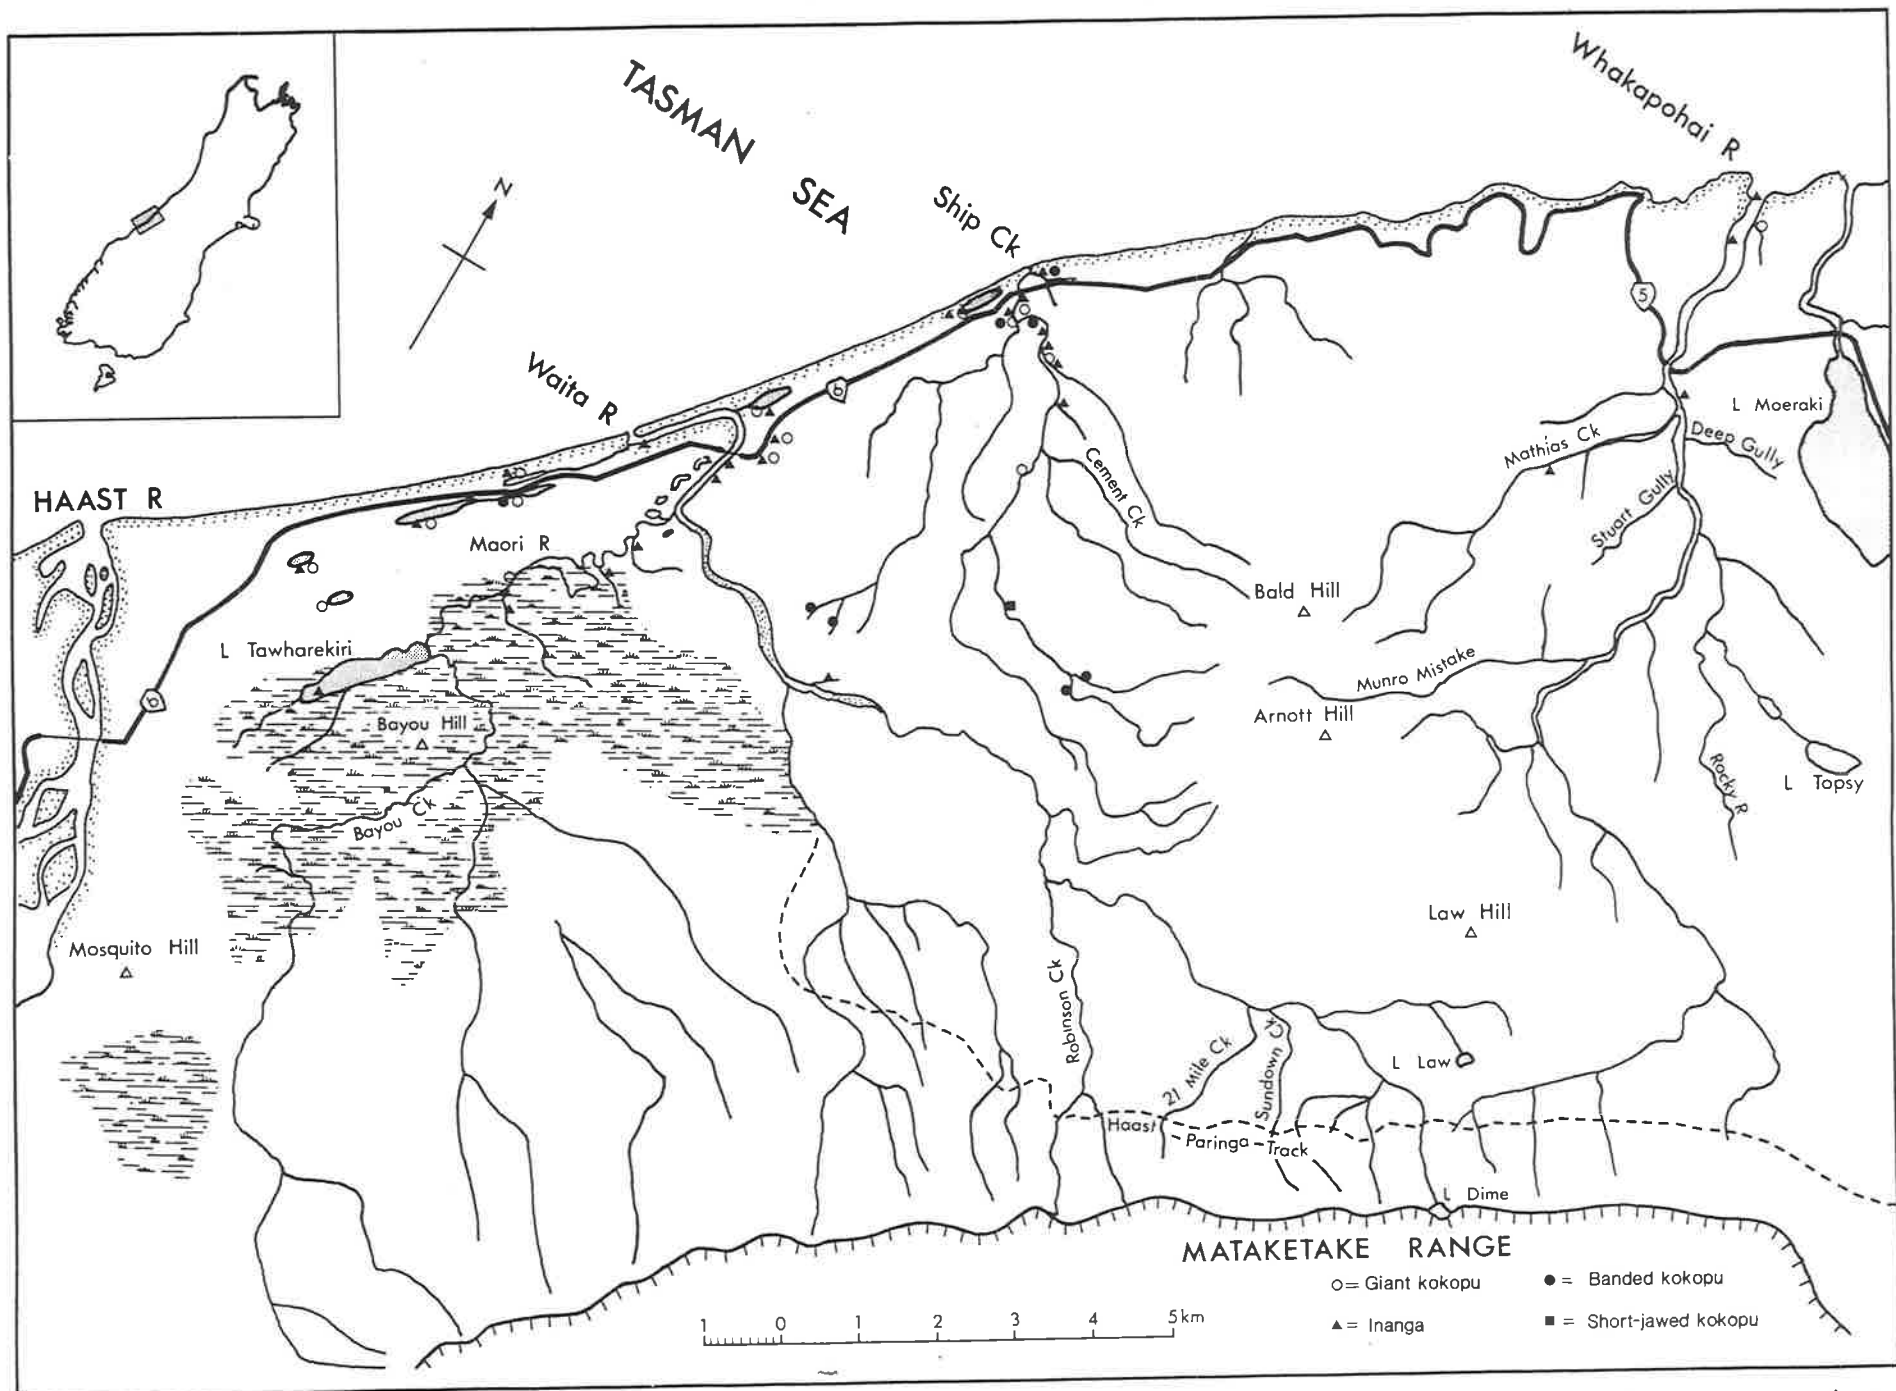 TASMAN
SEA
Whakapohai R
N
Ship Ck
Waita R
HAAST R
5
6
6
L Moeraki
Mathias Ck
Deep Gully
Stuart Gully
Cement Ck
Maori R
Bald Hill
L Tawharekiri
Munro Mistake
Arnott Hill
Bayou Hill
Rocky R
L Topsy
Bayou Ck
Law Hill
Mosquito Hill
Robinson Ck
21 Mile Ck
Sundown Ck
L Law
Haast
Paringa Track
L Dime
MATAKETAKE RANGE
○= Giant kokopu
●= Banded kokopu
▲= Inanga
■= Short-jawed kokopu
1 0 1 2 3 4 5km